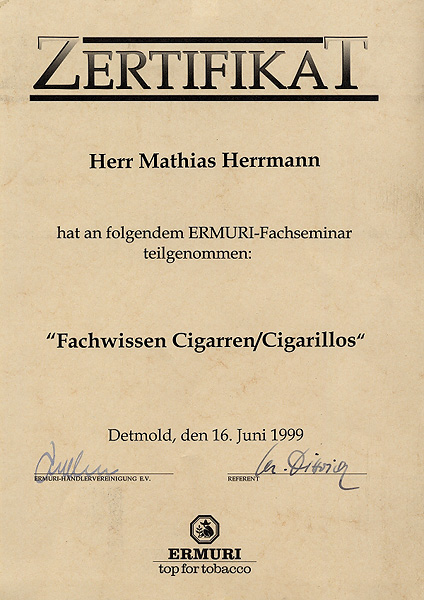 ZERTIFIKAT
Herr Mathias Herrmann
hat an folgendem ERMURI-Fachseminar
teilgenommen:
“Fachwissen Cigarren/Cigarillos“
Detmold, den 16. Juni 1999
ERMURI-HÄNDLERVEREINIGUNG E.V.
REFERENT
ERMURI
top for tobacco